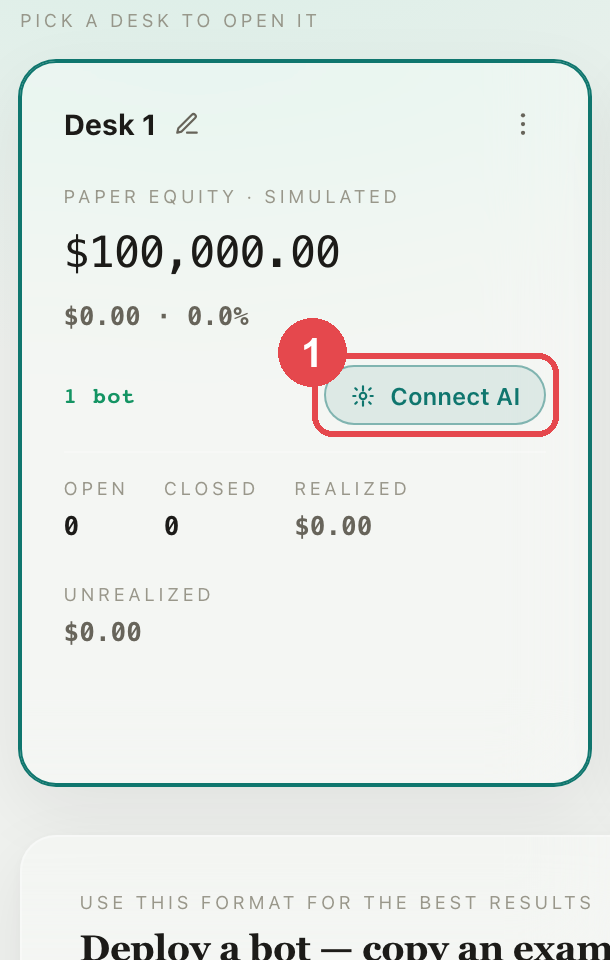 PICK A DESK TO OPEN IT
Desk 1
PAPER EQUITY · SIMULATED
$100,000.00
$0.00 · 0.0%
1
1 bot
Connect AI
OPEN CLOSED REALIZED
0 0 $0.00
UNREALIZED
$0.00
USE THIS FORMAT FOR THE BEST RESULTS
Deploy a bot — copy an